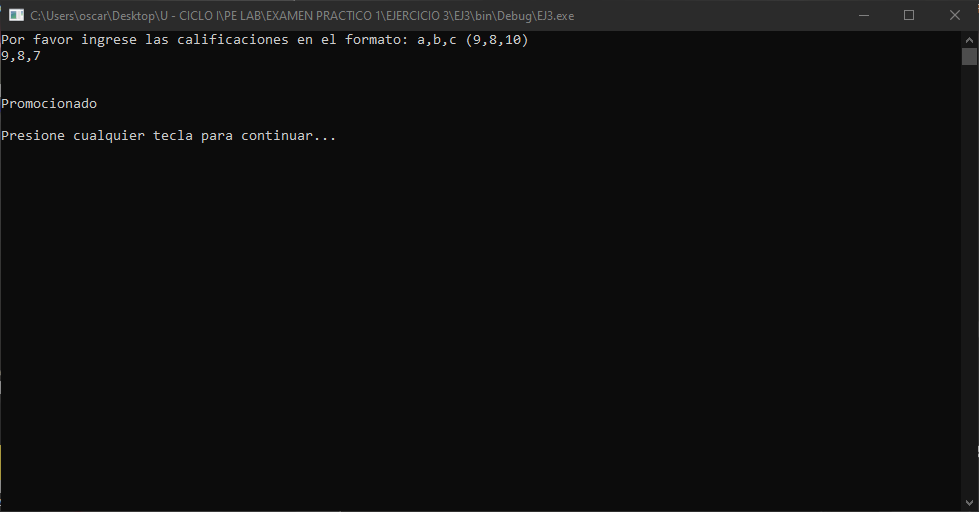 C:\Users\oscar\Desktop\U - CICLO I\PE LAB\EXAMEN PRACTICO 1\EJERCICIO 3\EJ3\bin\Debug\EJ3.exe
Por favor ingrese las calificaciones en el formato: a,b,c (9,8,10)
9,8,7
Promocionado
Presione cualquier tecla para continuar...